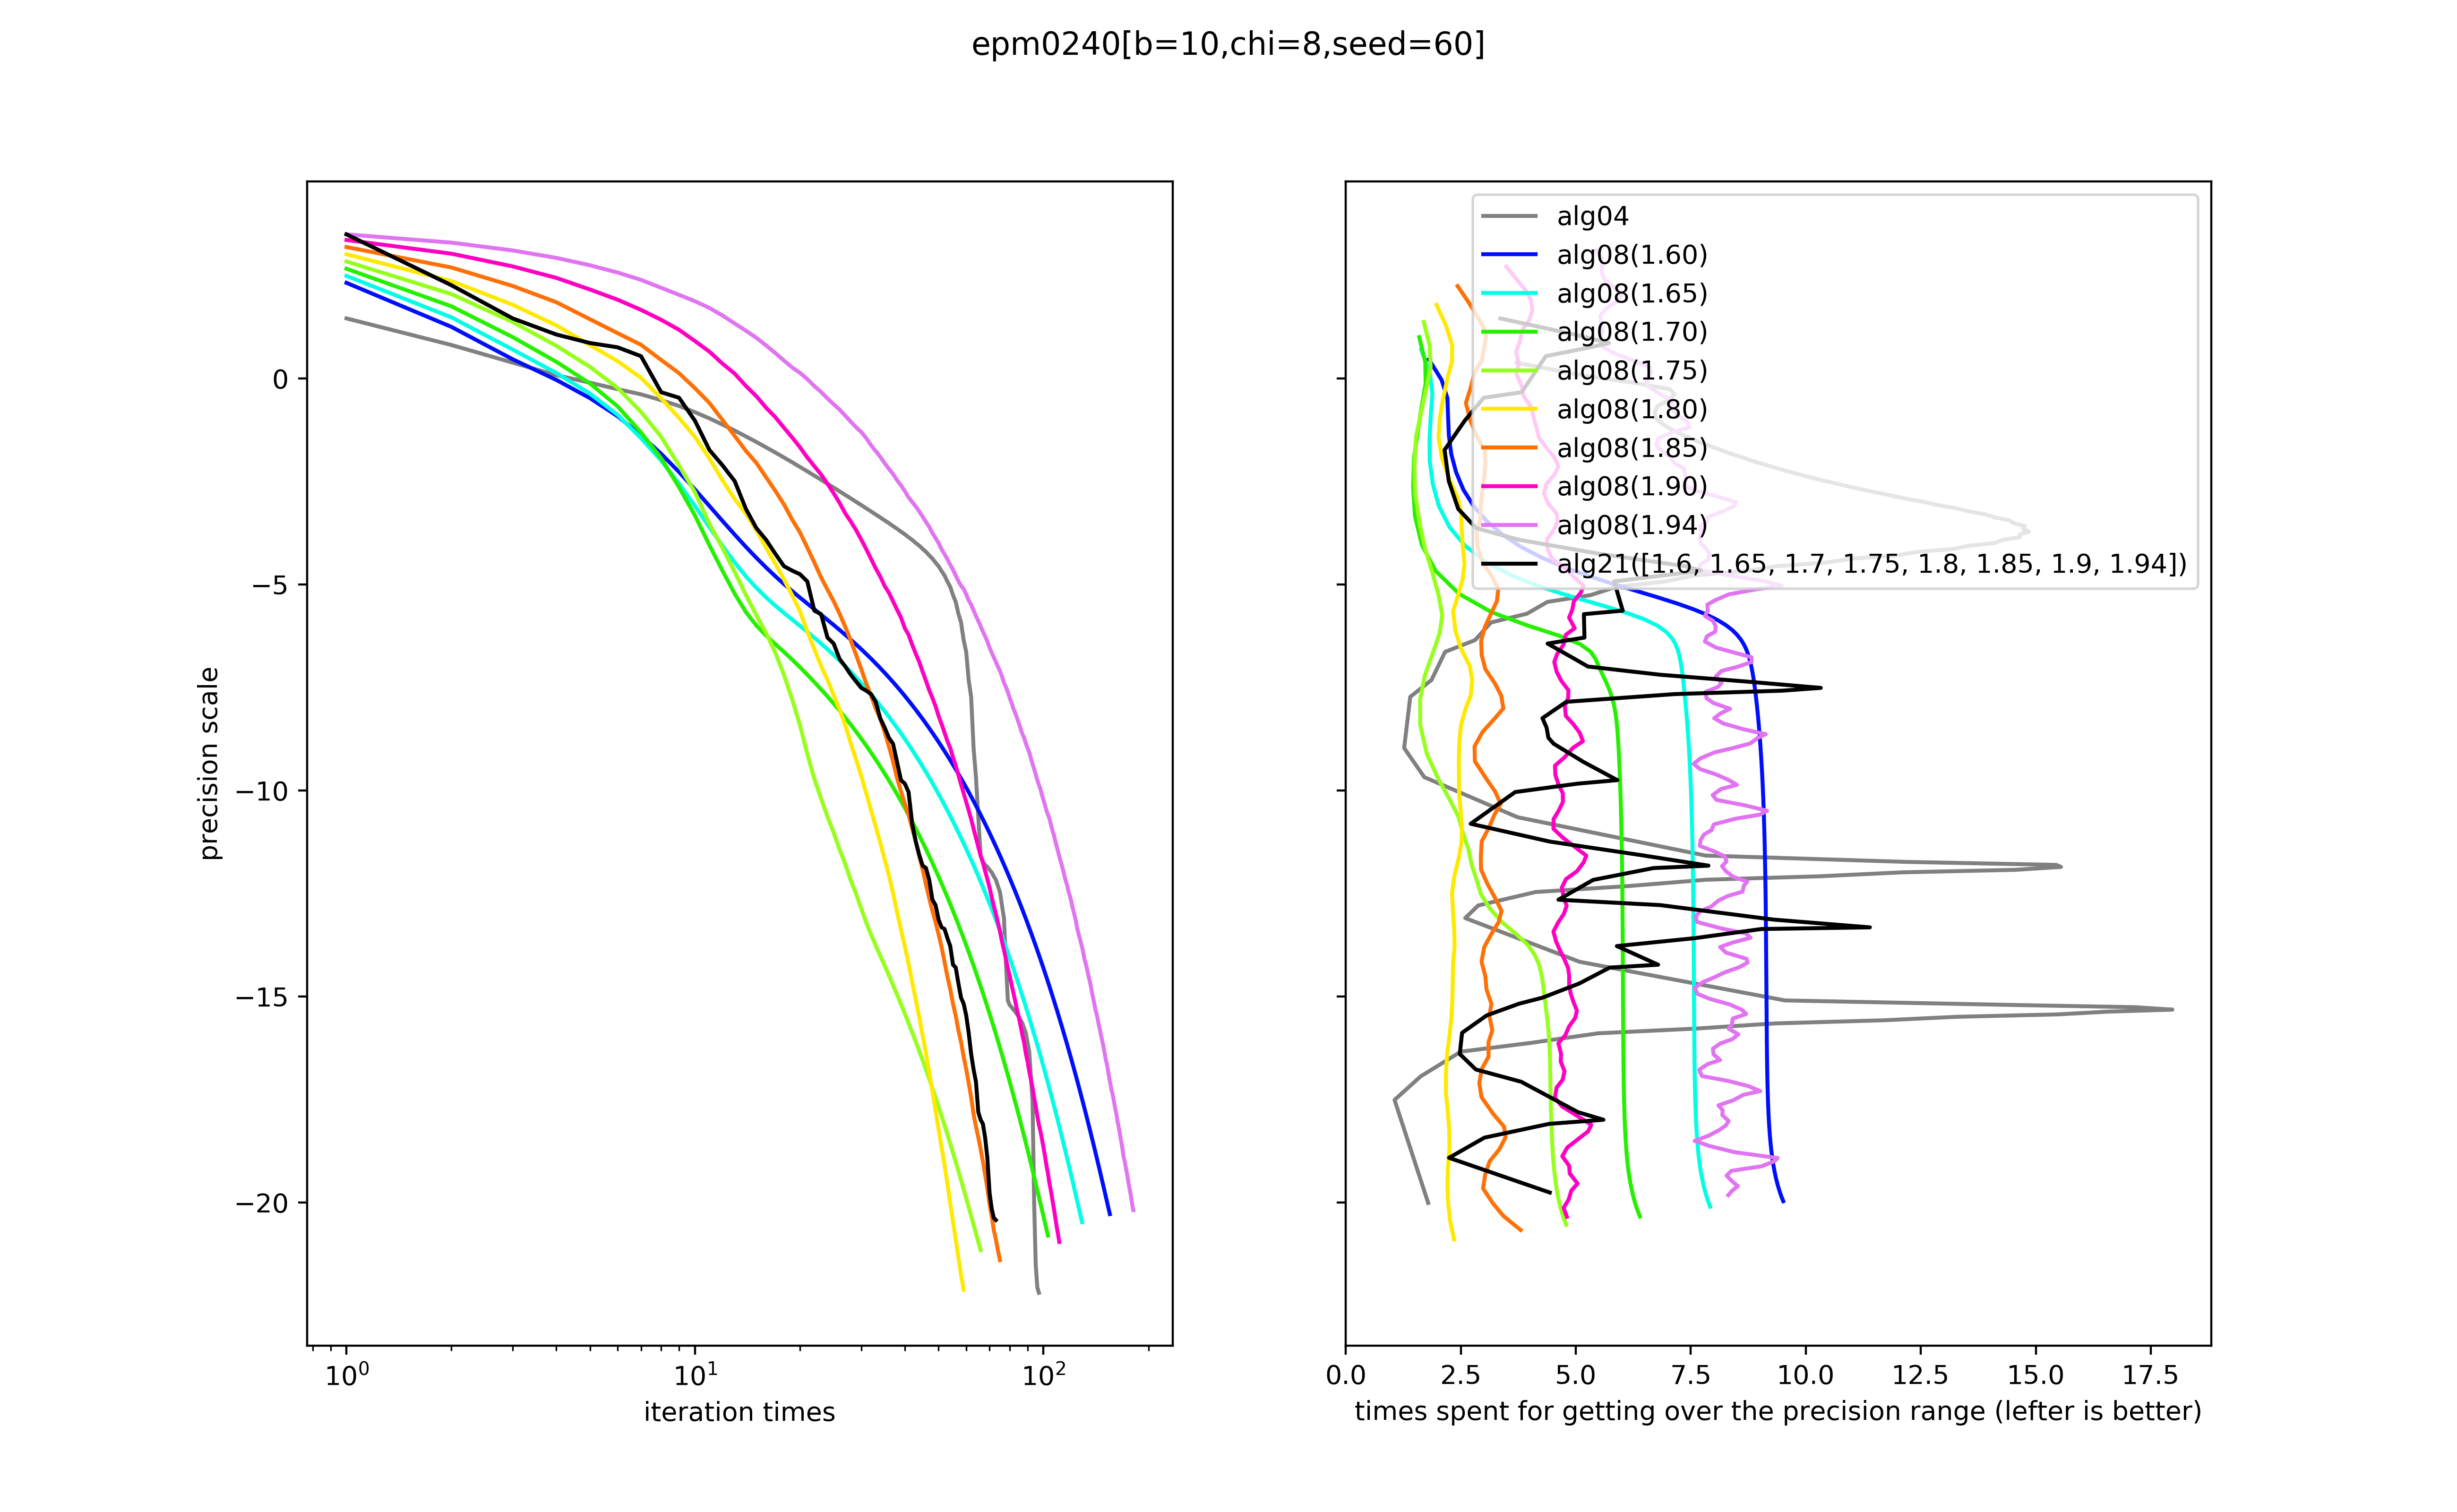 epm0240[b=10,chi=8,seed=60]
precision scale
0
−5
−10
−15
−20
10⁰ 10¹ 10²
iteration times
alg04
alg08(1.60)
alg08(1.65)
alg08(1.70)
alg08(1.75)
alg08(1.80)
alg08(1.85)
alg08(1.90)
alg08(1.94)
alg21([1.6, 1.65, 1.7, 1.75, 1.8, 1.85, 1.9, 1.94])
0.0 2.5 5.0 7.5 10.0 12.5 15.0 17.5
times spent for getting over the precision range (lefter is better)